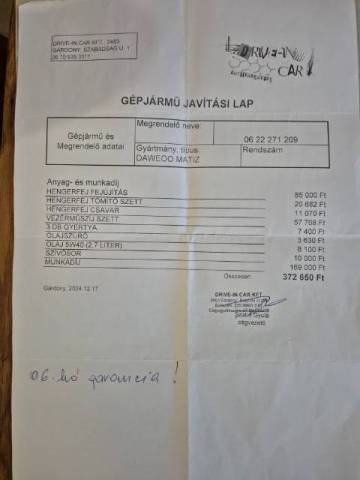 DRIVE-IN CAR KFT. 2483
GÁRDONY, SZABADSÁG U. 1
DRIVE-IN
CAR
GÉPJÁRMŰ JAVÍTÁSI LAP
Gépjármű és Megrendelő adatai
Megrendelő neve:
06 22 271 209
Gyártmány, típus: Rendszám
DAWEOO MATIZ
Anyag- és munkadíj
HENGERFEJ FEJÚJÍTÁS 85 000 Ft
HENGERFEJ TÖMÍTŐ SZETT 20 682 Ft
HENGERFEJ CSAVAR 11 070 Ft
VEZÉRMŰSZÍJ SZETT 57 768 Ft
3 DB GYERTYA 7 400 Ft
OLAJSZŰRŐ 3 630 Ft
OLAJ 5W40 (2,7 LITER) 8 100 Ft
SZÍVÓSOR 10 000 Ft
MUNKADÍJ 169 000 Ft
Összesen: 372 650 Ft
Gárdony, 2024.12.17
DRIVE-IN CAR KFT.
ügyvezető
06. hó garancia!